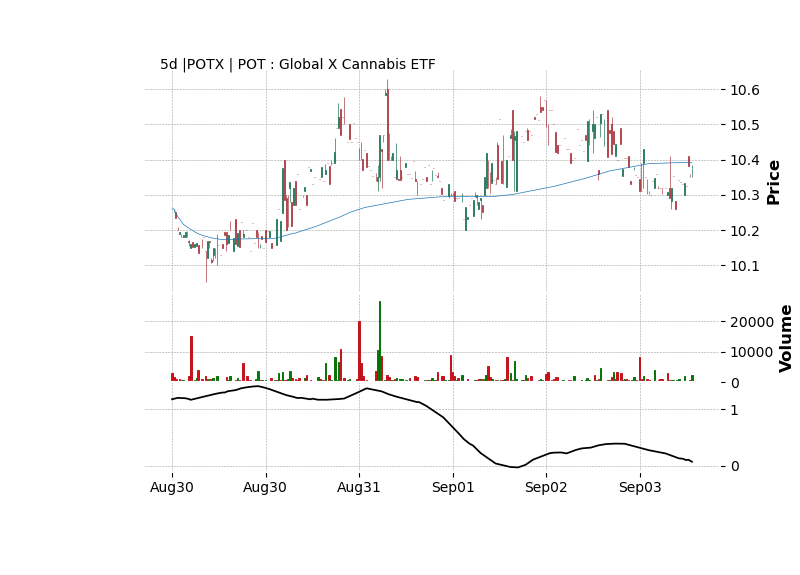 5d |POTX | POT : Global X Cannabis ETF
10.6
10.5
10.4
10.3
10.2
10.1
Price
20000
10000
0
Volume
1
0
Aug30 Aug30 Aug31 Sep01 Sep02 Sep03